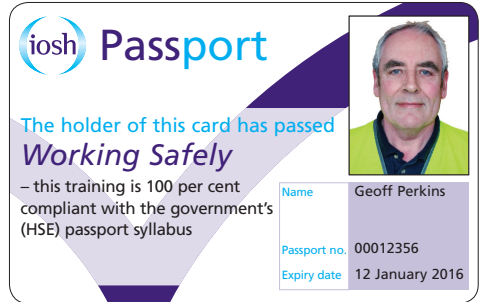 iosh Passport
The holder of this card has passed
Working Safely
– this training is 100 per cent
compliant with the government’s
(HSE) passport syllabus
Name Geoff Perkins
Passport no. 00012356
Expiry date 12 January 2016